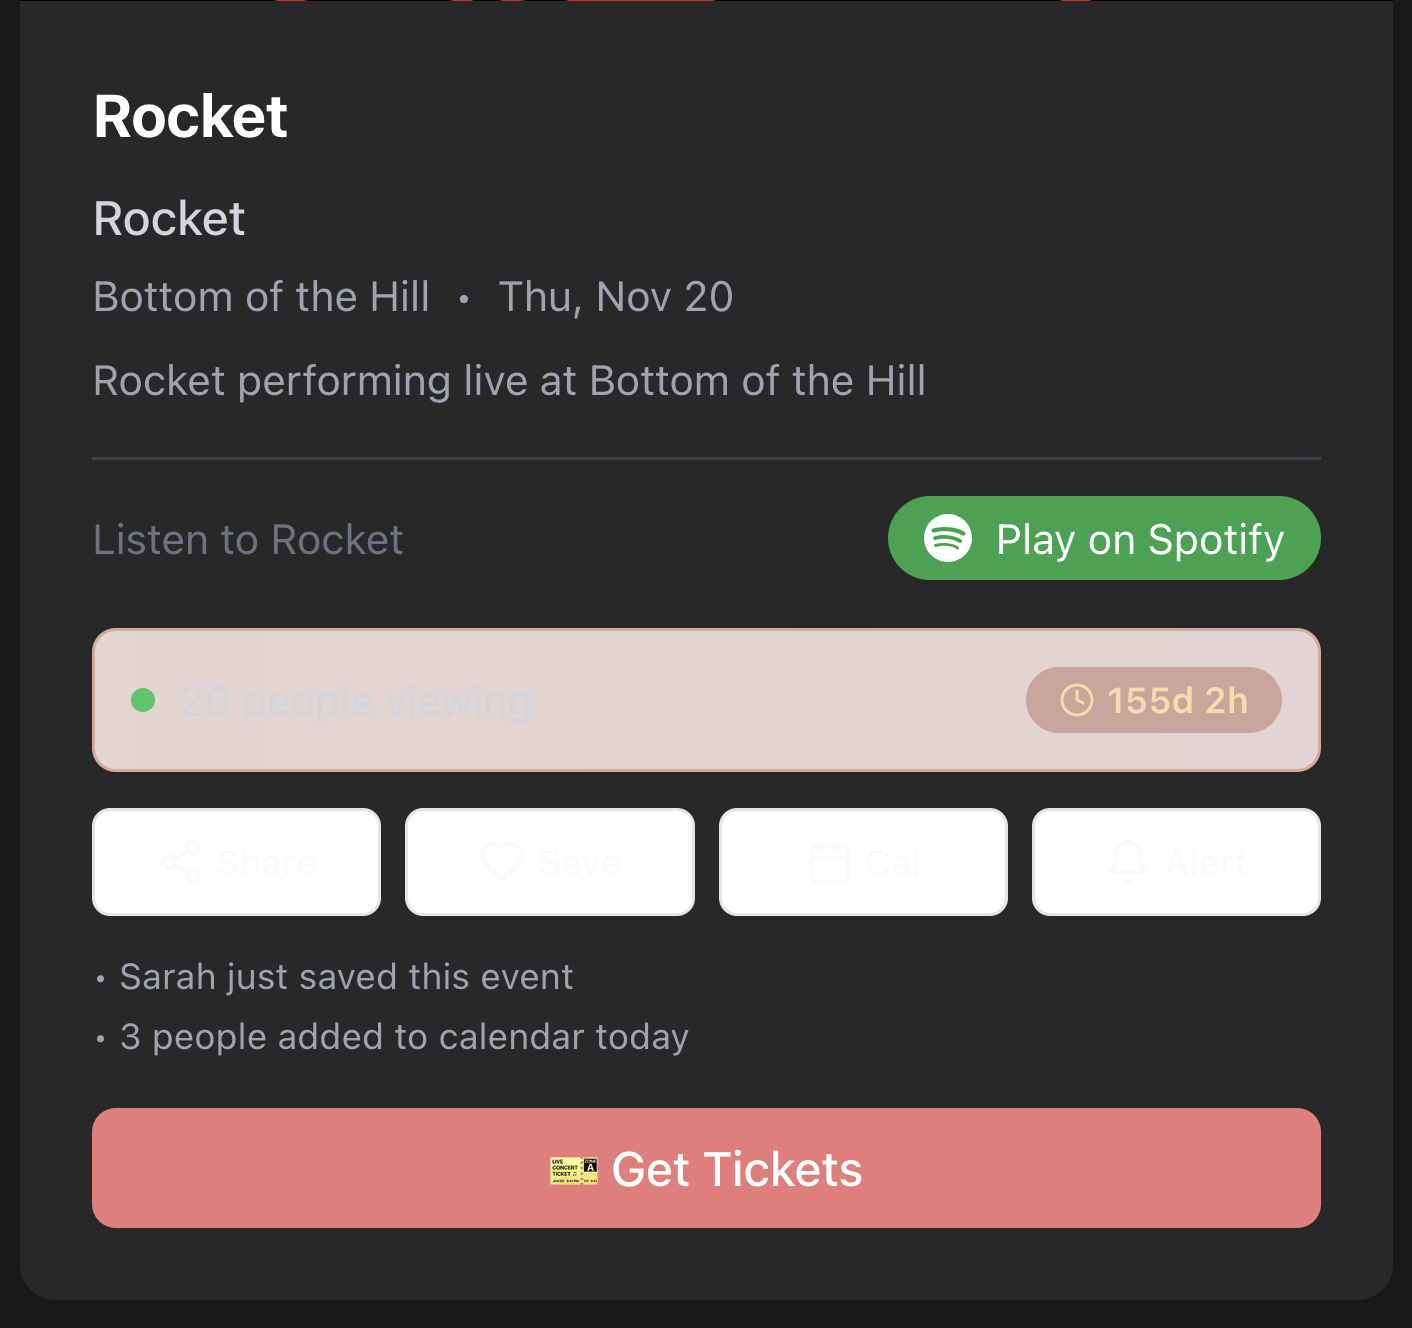 Rocket
Rocket
Bottom of the Hill • Thu, Nov 20
Rocket performing live at Bottom of the Hill
Listen to Rocket
Play on Spotify
26 people viewing
155d 2h
Share
Save
Cal
Alert
• Sarah just saved this event
• 3 people added to calendar today
Get Tickets